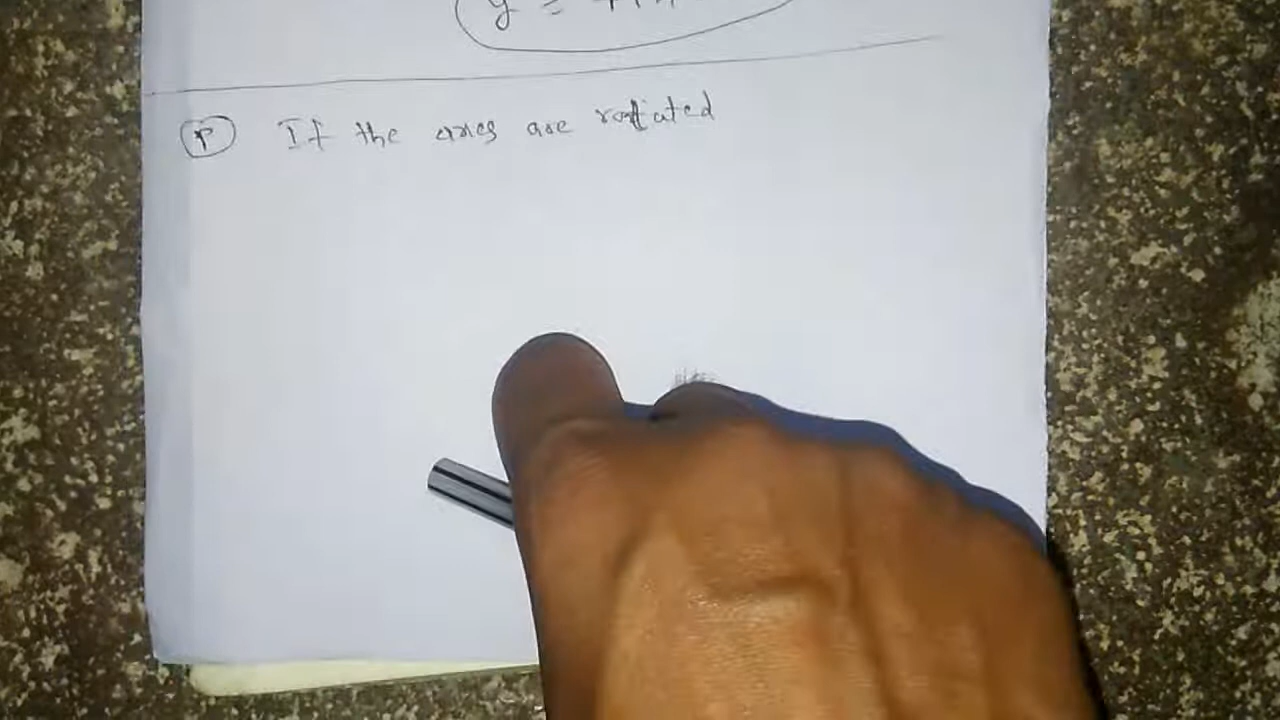 y =
P If the axes are rotated